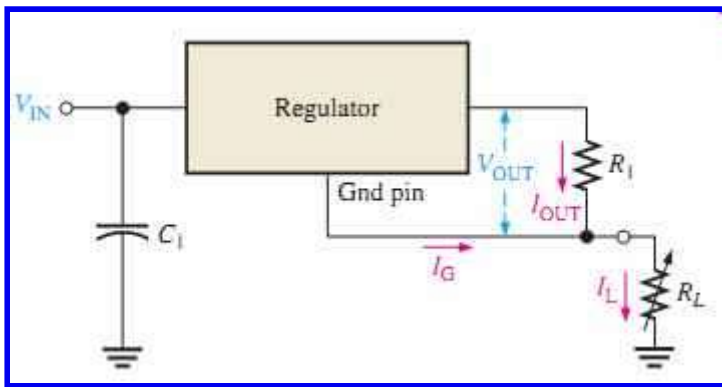 V_IN
Regulator
V_OUT
R_1
Gnd pin
I_OUT
C_1
I_G
I_L
R_L